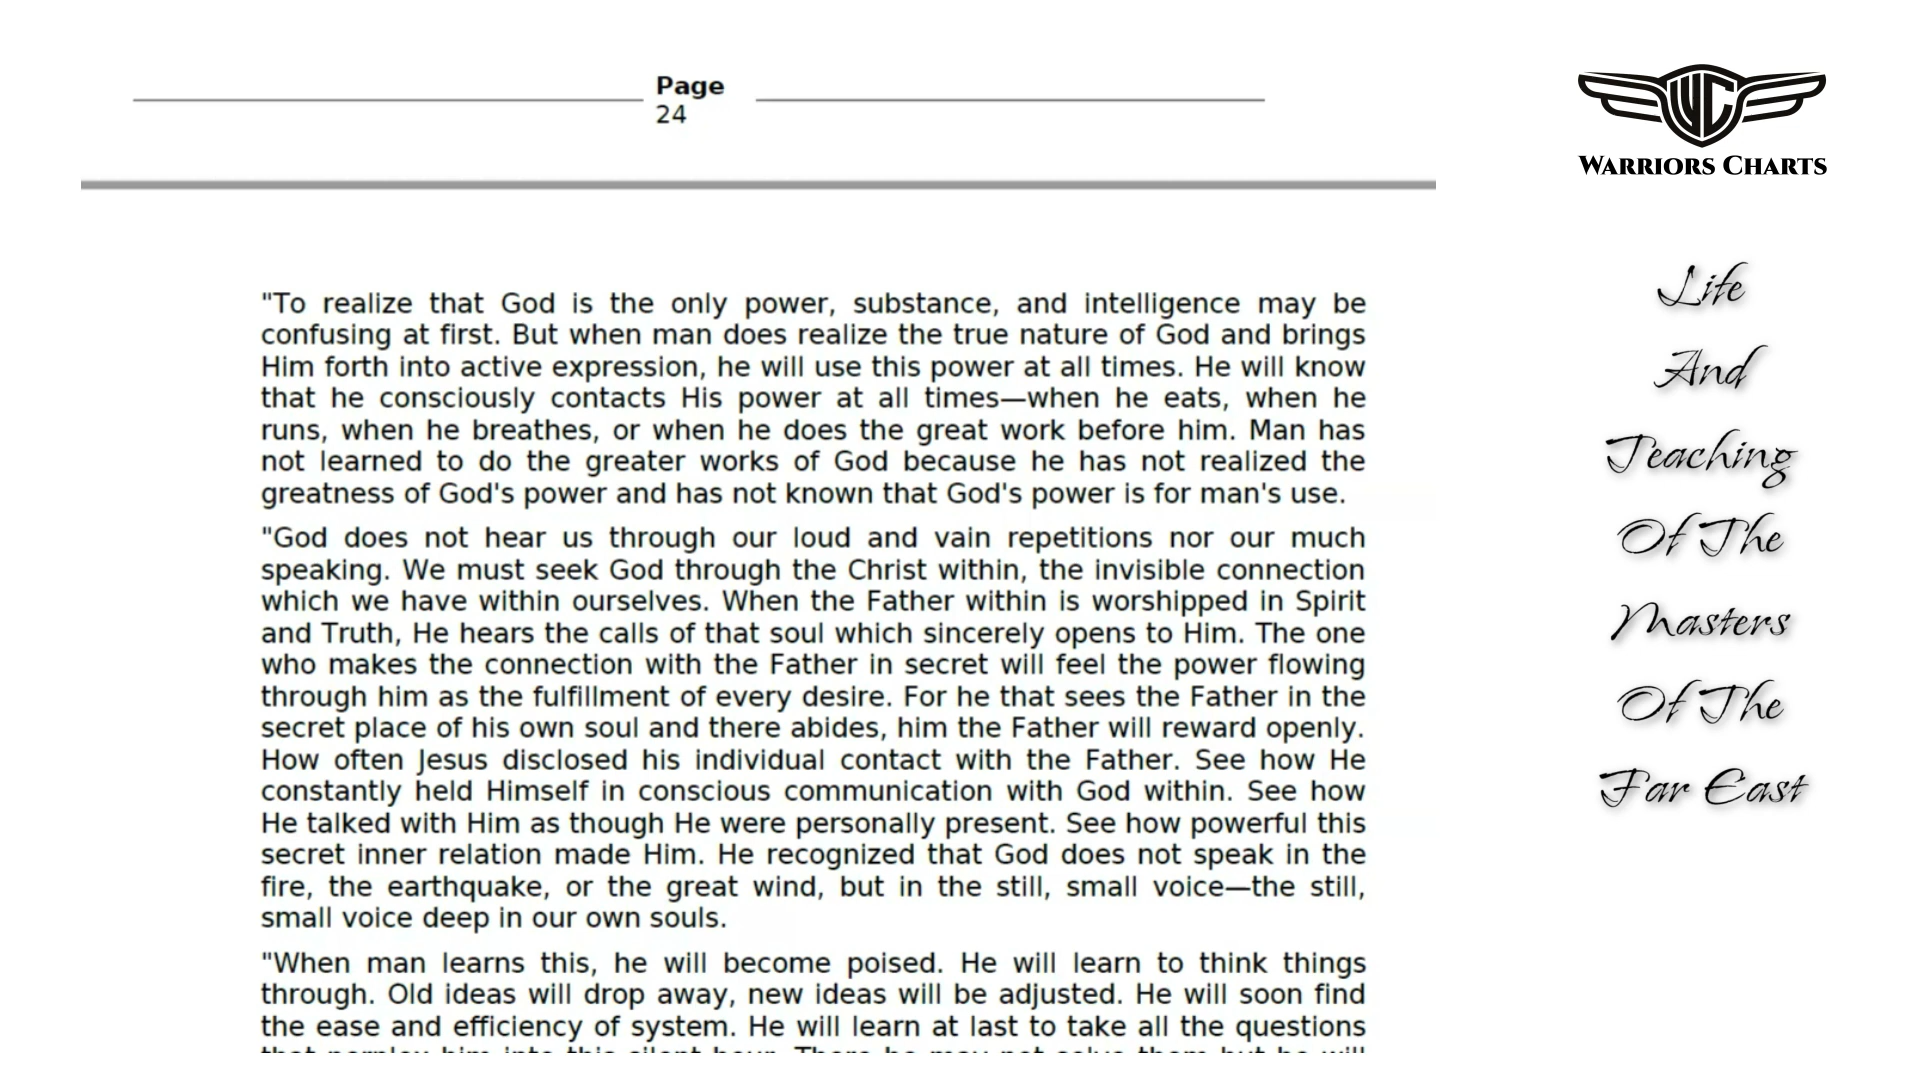 Page
24
WARRIORS CHARTS
"To realize that God is the only power, substance, and intelligence may be
confusing at first. But when man does realize the true nature of God and brings
Him forth into active expression, he will use this power at all times. He will know
that he consciously contacts His power at all times—when he eats, when he
runs, when he breathes, or when he does the great work before him. Man has
not learned to do the greater works of God because he has not realized the
greatness of God's power and has not known that God's power is for man's use.
"God does not hear us through our loud and vain repetitions nor our much
speaking. We must seek God through the Christ within, the invisible connection
which we have within ourselves. When the Father within is worshipped in Spirit
and Truth, He hears the calls of that soul which sincerely opens to Him. The one
who makes the connection with the Father in secret will feel the power flowing
through him as the fulfillment of every desire. For he that sees the Father in the
secret place of his own soul and there abides, him the Father will reward openly.
How often Jesus disclosed his individual contact with the Father. See how He
constantly held Himself in conscious communication with God within. See how
He talked with Him as though He were personally present. See how powerful this
secret inner relation made Him. He recognized that God does not speak in the
fire, the earthquake, or the great wind, but in the still, small voice—the still,
small voice deep in our own souls.
"When man learns this, he will become poised. He will learn to think things
through. Old ideas will drop away, new ideas will be adjusted. He will soon find
the ease and efficiency of system. He will learn at last to take all the questions
Life
And
Teaching
Of The
Masters
Of The
Far East